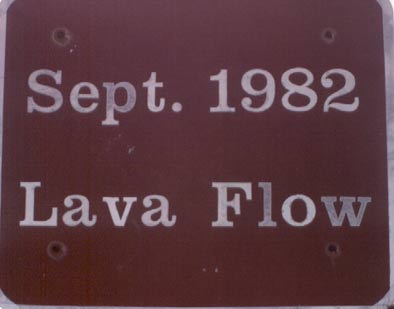 Sept. 1982
Lava Flow